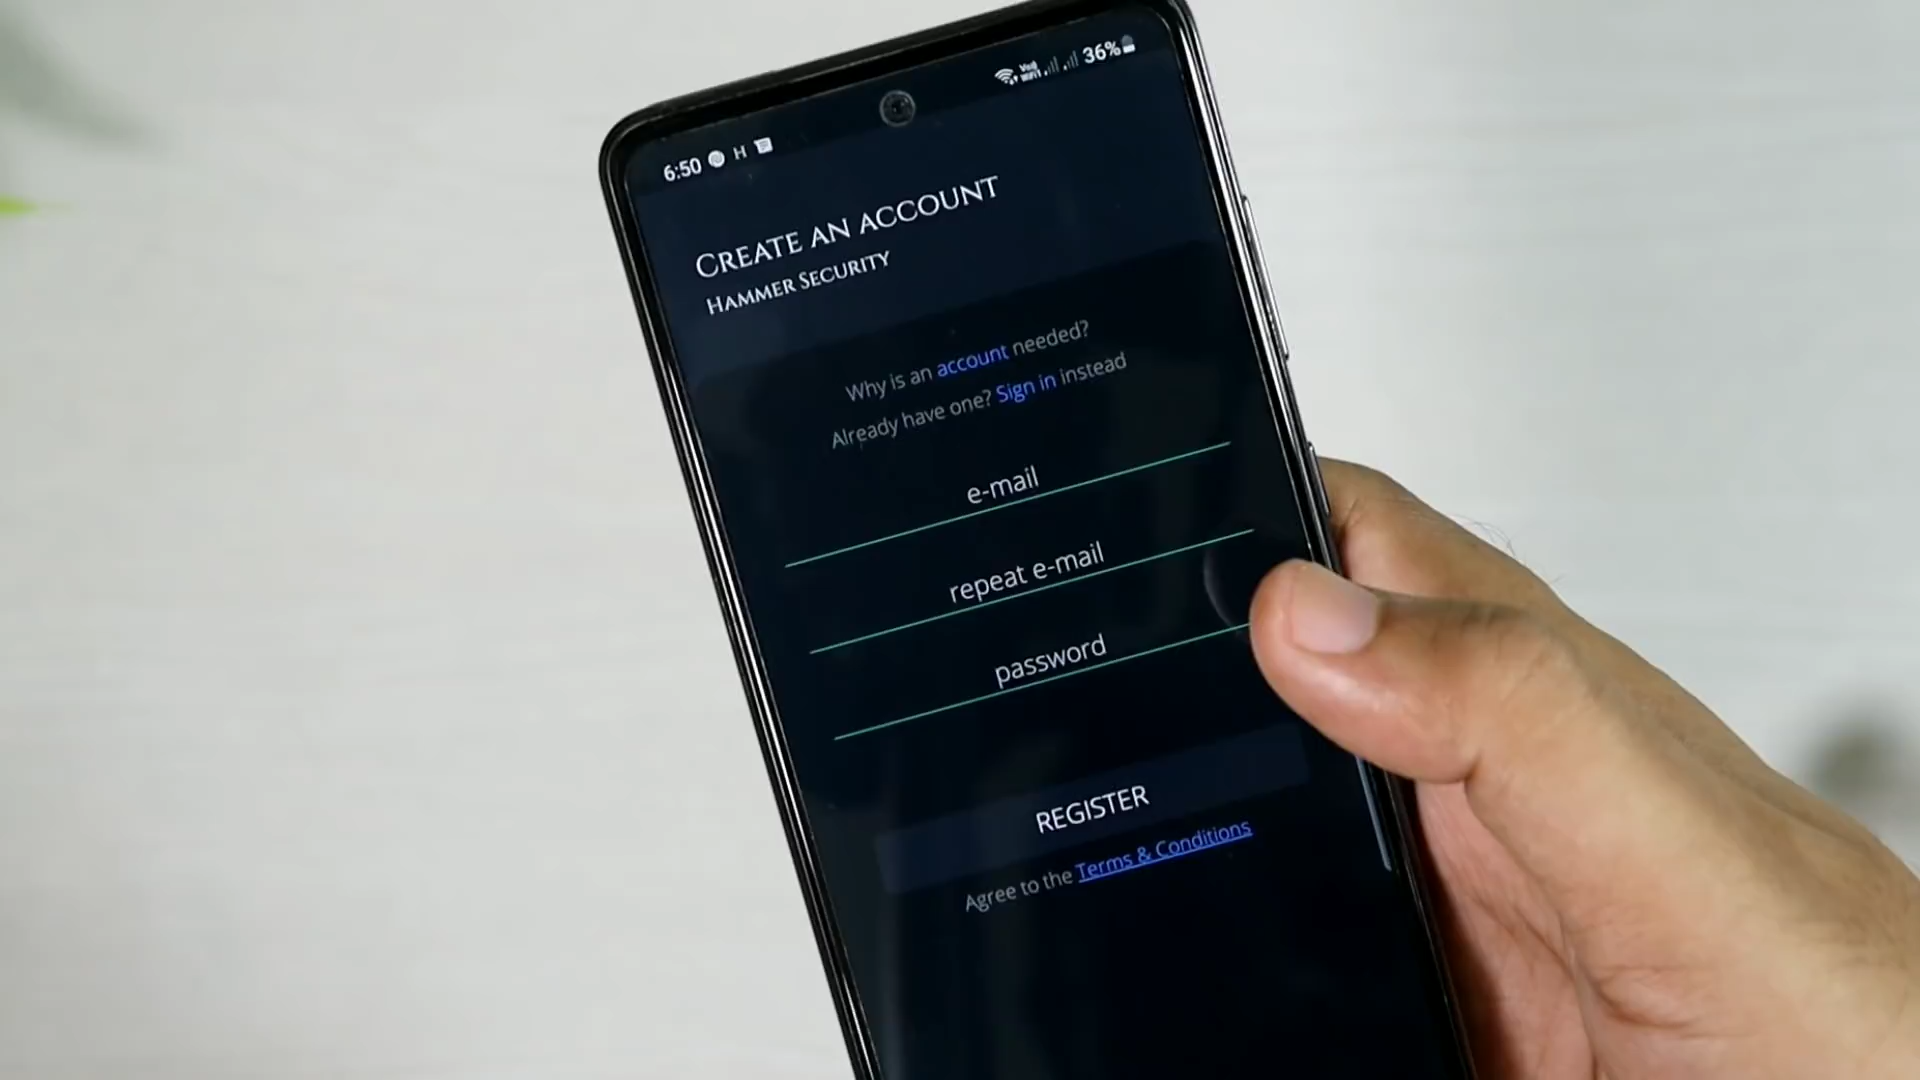 6:50 H
VoWiFi 36%
CREATE AN ACCOUNT
HAMMER SECURITY
Why is an account needed?
Already have one? Sign in instead
e-mail
repeat e-mail
password
REGISTER
Agree to the Terms & Conditions